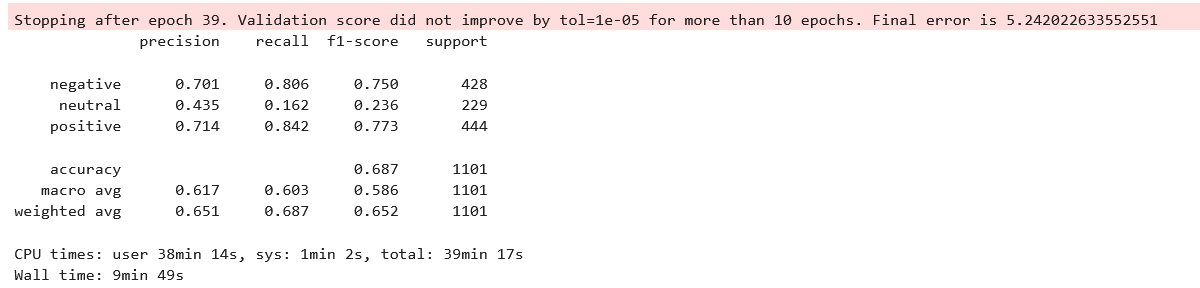 Stopping after epoch 39. Validation score did not improve by tol=1e-05 for more than 10 epochs. Final error is 5.242022633552551
precision recall f1-score support
negative 0.701 0.806 0.750 428
neutral 0.435 0.162 0.236 229
positive 0.714 0.842 0.773 444
accuracy 0.687 1101
macro avg 0.617 0.603 0.586 1101
weighted avg 0.651 0.687 0.652 1101
CPU times: user 38min 14s, sys: 1min 2s, total: 39min 17s
Wall time: 9min 49s